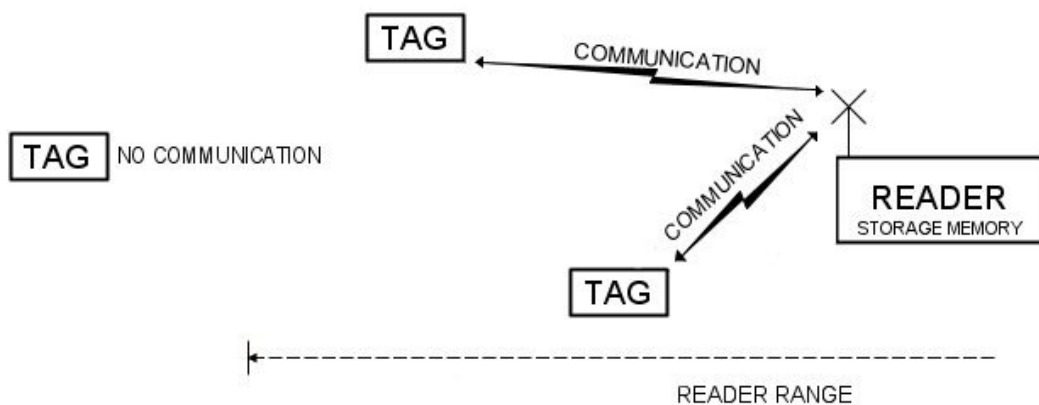 TAG
COMMUNICATION
TAG NO COMMUNICATION
COMMUNICATION
READER
STORAGE MEMORY
TAG
READER RANGE